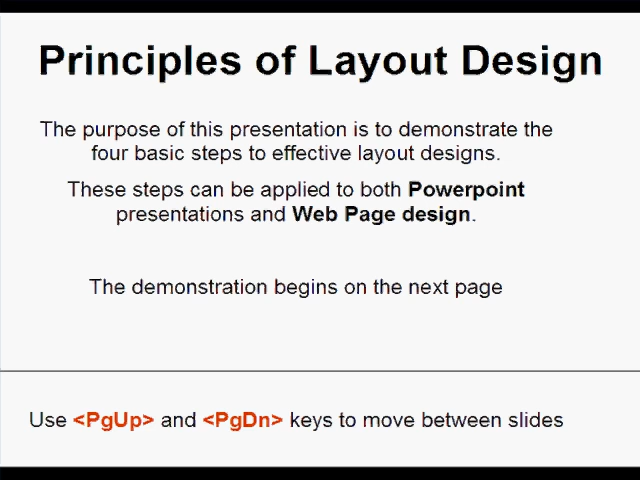 Principles of Layout Design
The purpose of this presentation is to demonstrate the
four basic steps to effective layout designs.
These steps can be applied to both Powerpoint
presentations and Web Page design.
The demonstration begins on the next page
Use <PgUp> and <PgDn> keys to move between slides